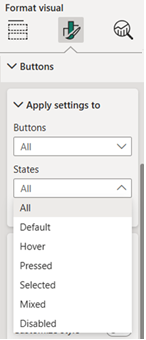 Format visual
Buttons
Apply settings to
Buttons
All
States
All
All
Default
Hover
Pressed
Selected
Mixed
Disabled